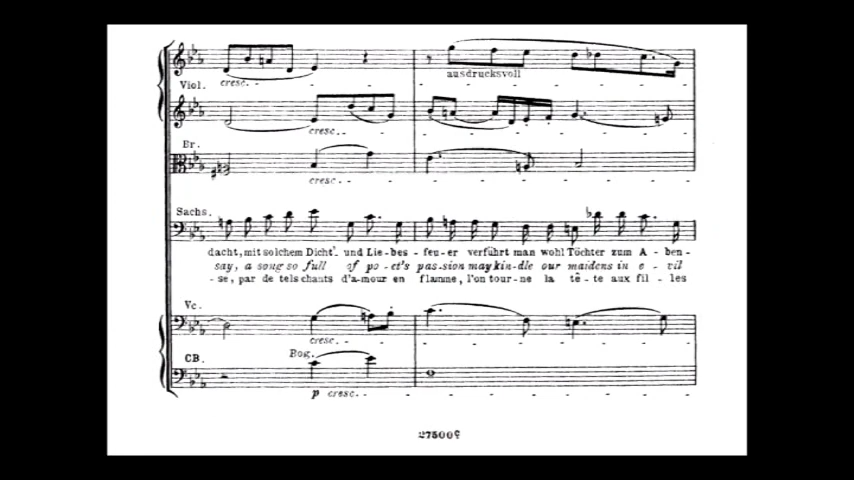 Viol.
cresc.
ausdrucksvoll
cresc.
Br.
cresc.
Sachs.
dacht, mit solchem Dicht' und Lie-bes-feu-er verführt man wohl Töchter zum A-ben-
say, a song so full of po-et's pas-sion may kin-dle our maidens in e-vil
-se, par de tels chants d'a-mour en flamme, l'on tour-ne la tê-te aux fil-les
Vc.
cresc.
CB.
Bog.
p cresc.